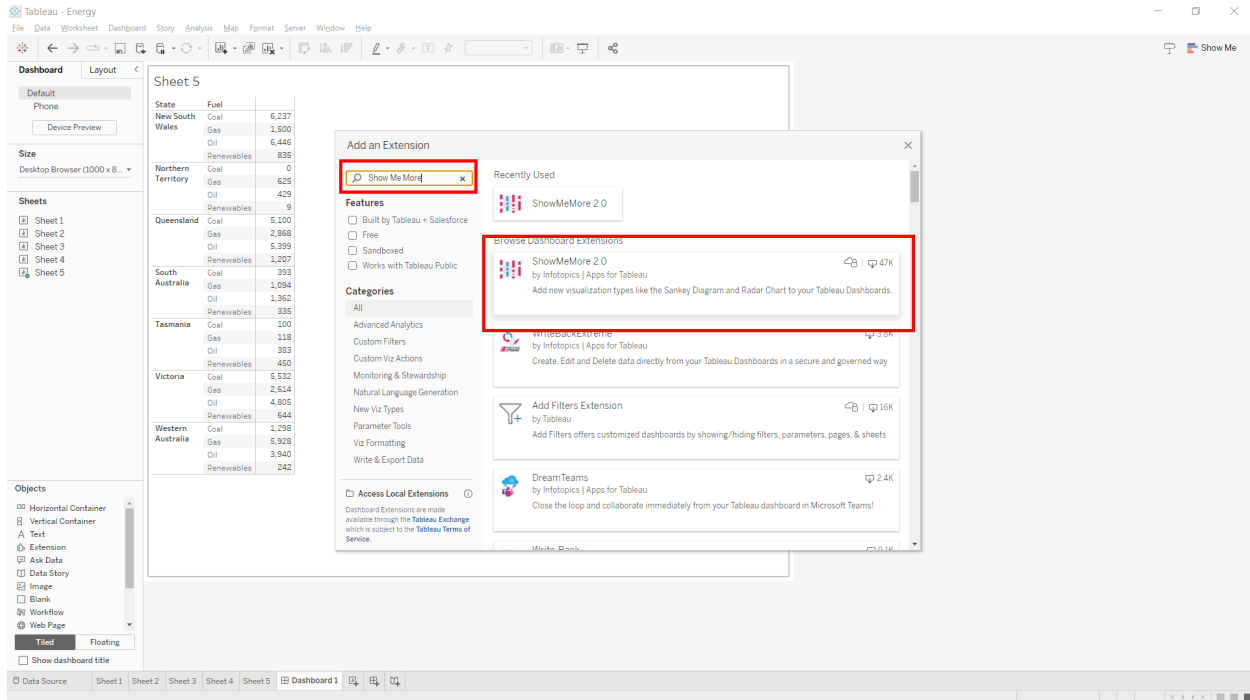 Tableau - Energy
File Data Worksheet Dashboard Story Analysis Map Format Server Window Help
Show Me
Dashboard Layout
Default
Phone
Device Preview
Size
Desktop Browser (1000 x 8...
Sheets
Sheet 1
Sheet 2
Sheet 3
Sheet 4
Sheet 5
Objects
Horizontal Container
Vertical Container
Text
Extension
Ask Data
Data Story
Image
Blank
Workflow
Web Page
Tiled Floating
Show dashboard title
Sheet 5
State Fuel
New South Wales Coal 6,237
Gas 1,500
Oil 6,446
Renewables 835
Northern Territory Coal 0
Gas 625
Oil 429
Renewables 9
Queensland Coal 5,100
Gas 2,868
Oil 5,399
Renewables 1,207
South Australia Coal 393
Gas 1,094
Oil 1,362
Renewables 335
Tasmania Coal 100
Gas 118
Oil 383
Renewables 450
Victoria Coal 5,532
Gas 2,614
Oil 4,805
Renewables 644
Western Australia Coal 1,298
Gas 5,928
Oil 3,940
Renewables 242
Add an Extension
Show Me More
Features
Built by Tableau + Salesforce
Free
Sandboxed
Works with Tableau Public
Categories
All
Advanced Analytics
Custom Filters
Custom Viz Actions
Monitoring & Stewardship
Natural Language Generation
New Viz Types
Parameter Tools
Viz Formatting
Write & Export Data
Access Local Extensions
Dashboard Extensions are made
available through the Tableau Exchange
which is subject to the Tableau Terms of
Service.
Recently Used
ShowMeMore 2.0
Browse Dashboard Extensions
ShowMeMore 2.0 47K
by Infotopics | Apps for Tableau
Add new visualization types like the Sankey Diagram and Radar Chart to your Tableau Dashboards.
WriteBackExtreme 3.8K
by Infotopics | Apps for Tableau
Create, Edit and Delete data directly from your Tableau Dashboards in a secure and governed way
Add Filters Extension 16K
by Tableau
Add Filters offers customized dashboards by showing/hiding filters, parameters, pages, & sheets
DreamTeams 2.4K
by Infotopics | Apps for Tableau
Close the loop and collaborate immediately from your Tableau dashboard in Microsoft Teams!
Write-Back
Data Source Sheet 1 Sheet 2 Sheet 3 Sheet 4 Sheet 5 Dashboard 1